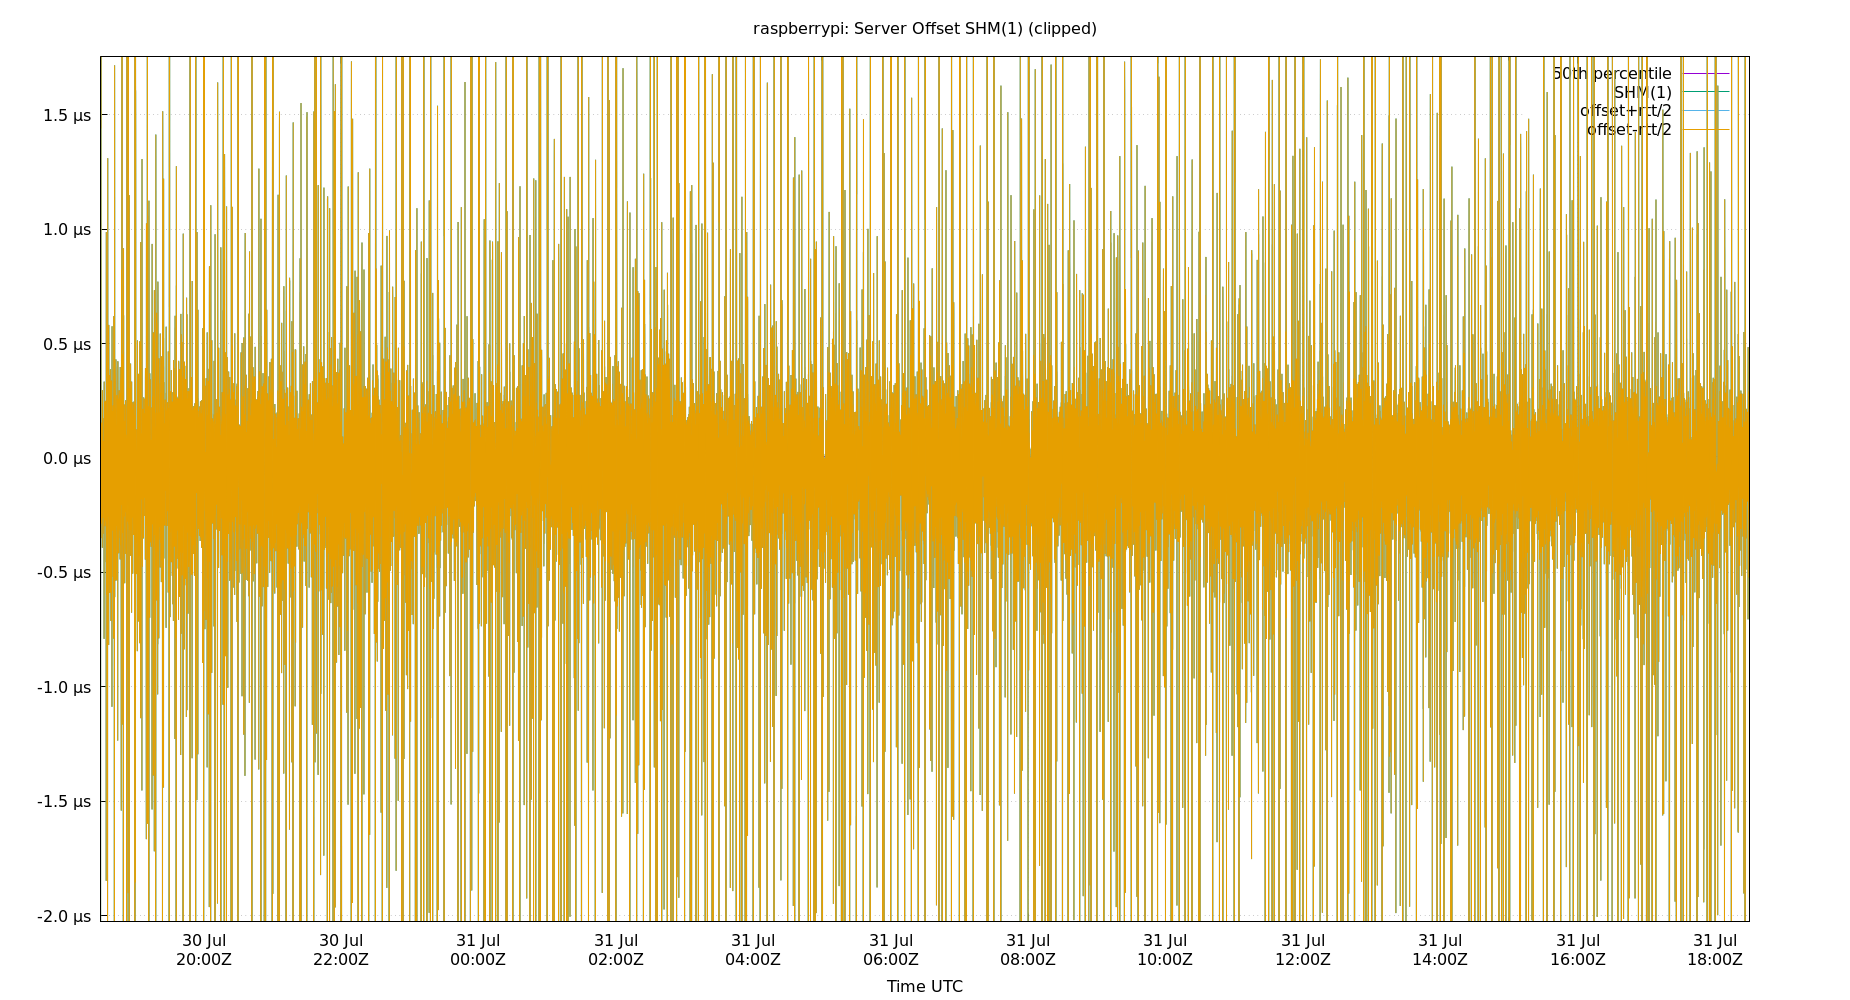 raspberrypi: Server Offset SHM(1) (clipped)
50th percentile
SHM(1)
offset+rtt/2
offset-rtt/2
1.5 µs
1.0 µs
0.5 µs
0.0 µs
-0.5 µs
-1.0 µs
-1.5 µs
-2.0 µs
30 Jul 30 Jul 31 Jul 31 Jul 31 Jul 31 Jul 31 Jul 31 Jul 31 Jul 31 Jul 31 Jul 31 Jul
20:00Z 22:00Z 00:00Z 02:00Z 04:00Z 06:00Z 08:00Z 10:00Z 12:00Z 14:00Z 16:00Z 18:00Z
Time UTC